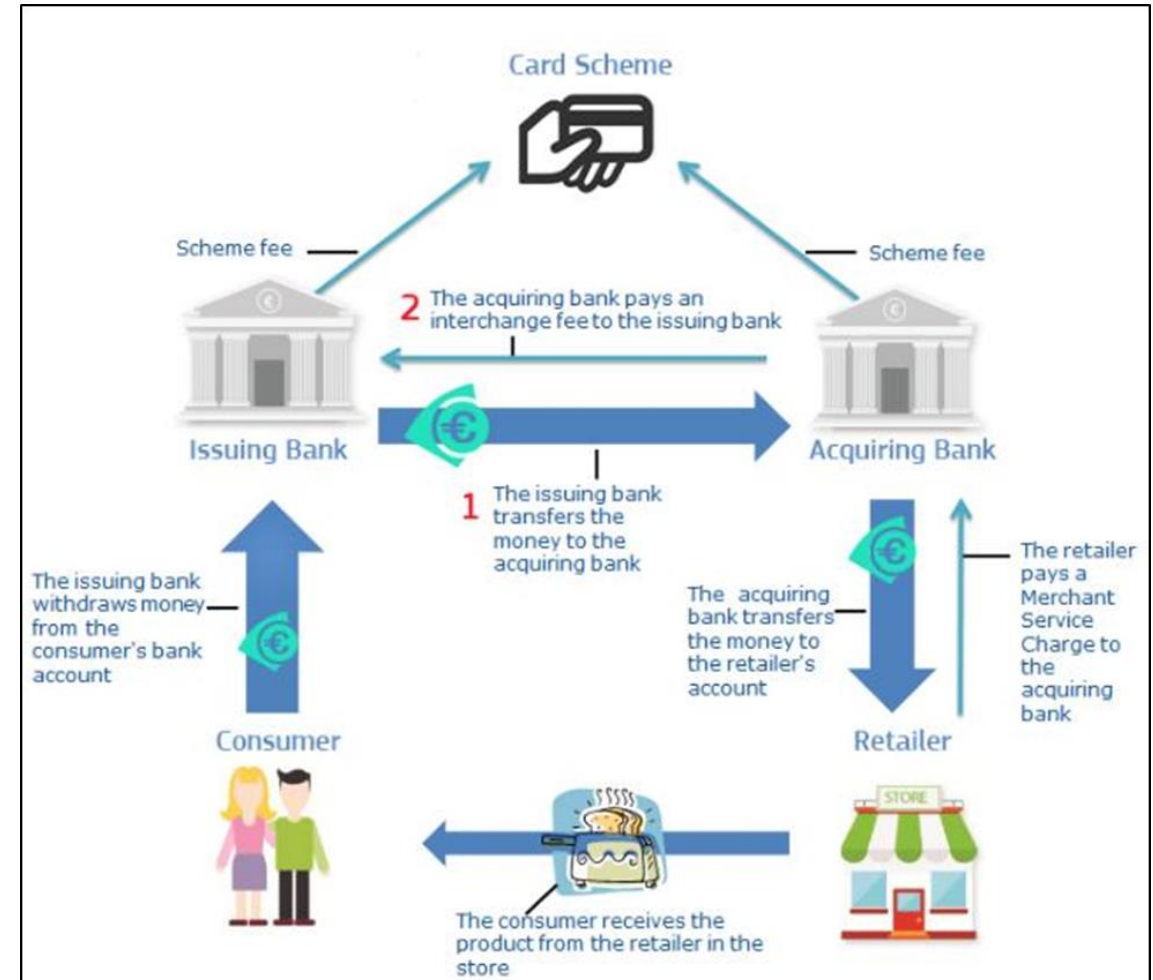 Card Scheme
Scheme fee
Scheme fee
2 The acquiring bank pays an
interchange fee to the issuing bank
Issuing Bank
Acquiring Bank
1 The issuing bank
transfers the
money to the
acquiring bank
The issuing bank
withdraws money
from the
consumer's bank
account
The acquiring
bank transfers
the money to
the retailer's
account
The retailer
pays a
Merchant
Service
Charge to
the
acquiring
bank
Consumer
Retailer
STORE
The consumer receives the
product from the retailer in the
store